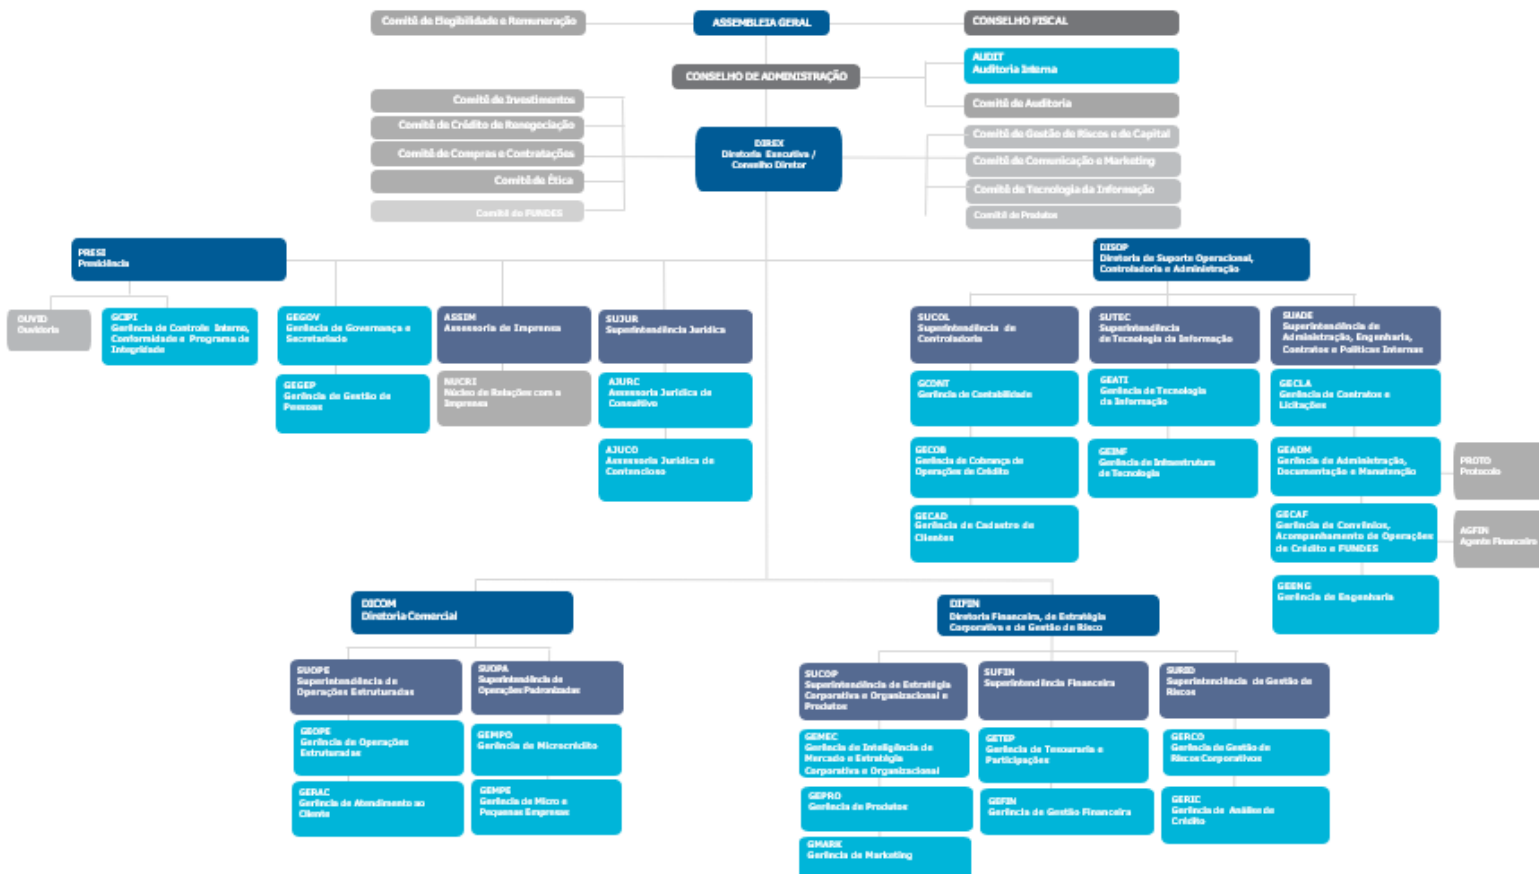 Comitê de Elegibilidade e Remuneração
ASSEMBLEIA GERAL
CONSELHO FISCAL
AUDIT
Auditoria Interna
CONSELHO DE ADMINISTRAÇÃO
Comitê de Auditoria
Comitê de Investimentos
Comitê de Crédito de Renegociação
Comitê de Compras e Contratações
Comitê de Ética
Comitê do FUNDES
DIREX
Diretoria Executiva /
Conselho Diretor
Comitê de Gestão de Riscos e de Capital
Comitê de Comunicação e Marketing
Comitê de Tecnologia da Informação
Comitê de Produtos
PRESI
Presidência
DISOP
Diretoria de Suporte Operacional,
Controladoria e Administração
OUVID
Ouvidoria
GCIPI
Gerência de Controle Interno,
Conformidade e Programa de
Integridade
GEGOV
Gerência de Governança e
Secretariado
GEGEP
Gerência de Gestão de
Pessoas
ASSIM
Assessoria de Imprensa
NUCRI
Núcleo de Relações com a
Imprensa
SUJUR
Superintendência Jurídica
AJURC
Assessoria Jurídica de
Consultivo
AJUCO
Assessoria Jurídica de
Contencioso
SUCOL
Superintendência de
Controladoria
GCONT
Gerência de Contabilidade
GECOB
Gerência de Cobrança de
Operações de Crédito
GECAD
Gerência de Cadastro de
Clientes
SUTEC
Superintendência
de Tecnologia da Informação
GEATI
Gerência de Tecnologia
da Informação
GEINF
Gerência de Infraestrutura
de Tecnologia
SUADE
Superintendência de
Administração, Engenharia,
Contratos e Políticas Internas
GECLA
Gerência de Contratos e
Licitações
GEADM
Gerência de Administração,
Documentação e Manutenção
PROTO
Protocolo
GECAF
Gerência de Convênios,
Acompanhamento de Operações
de Crédito e FUNDES
AGFIN
Agente Financeiro
GEENG
Gerência de Engenharia
DICOM
Diretoria Comercial
SUOPE
Superintendência de
Operações Estruturadas
GEOPE
Gerência de Operações
Estruturadas
GERAC
Gerência de Atendimento ao
Cliente
SUOPA
Superintendência de
Operações Padronizadas
GEMPO
Gerência de Microcrédito
GEMPE
Gerência de Micro e
Pequenas Empresas
DIFIN
Diretoria Financeira, de Estratégia
Corporativa e de Gestão de Risco
SUCOP
Superintendência de Estratégia
Corporativa e Organizacional e
Produtos
GEMEC
Gerência de Inteligência de
Mercado e Estratégia
Corporativa e Organizacional
GEPRO
Gerência de Produtos
GMARK
Gerência de Marketing
SUFIN
Superintendência Financeira
GETEP
Gerência de Tesouraria e
Participações
GEFIN
Gerência de Gestão Financeira
SURID
Superintendência de Gestão de
Riscos
GERCO
Gerência de Gestão de
Riscos Corporativos
GERIC
Gerência de Análise de
Crédito